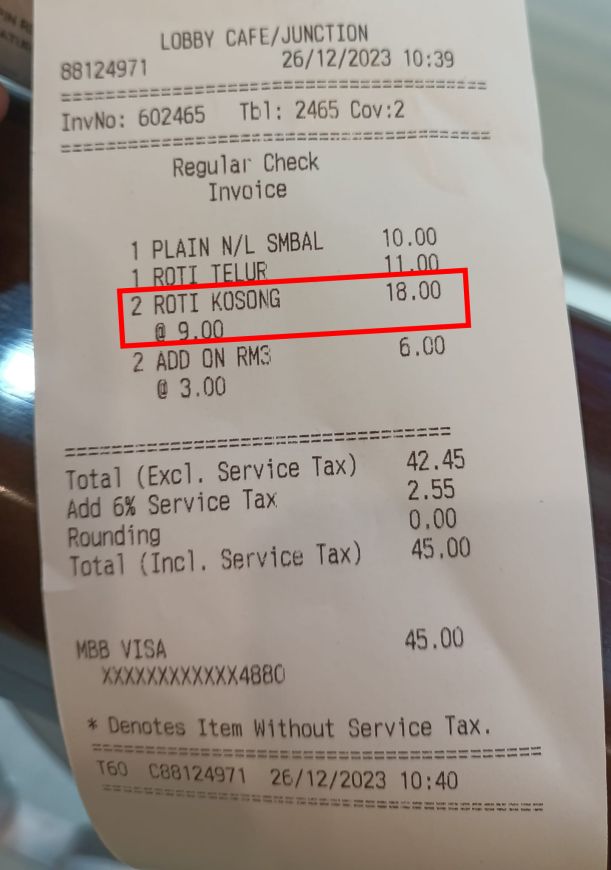 LOBBY CAFE/JUNCTION
88124971 26/12/2023 10:39
====================================
InvNo: 602465 Tbl: 2465 Cov:2
====================================
Regular Check
Invoice
1 PLAIN N/L SMBAL 10.00
1 ROTI TELUR 11.00
2 ROTI KOSONG 18.00
@ 9.00
2 ADD ON RM3 6.00
@ 3.00
====================================
Total (Excl. Service Tax) 42.45
Add 6% Service Tax 2.55
Rounding 0.00
Total (Incl. Service Tax) 45.00
MBB VISA 45.00
XXXXXXXXXXXX4880
* Denotes Item Without Service Tax.
====================================
T60 C88124971 26/12/2023 10:40
====================================